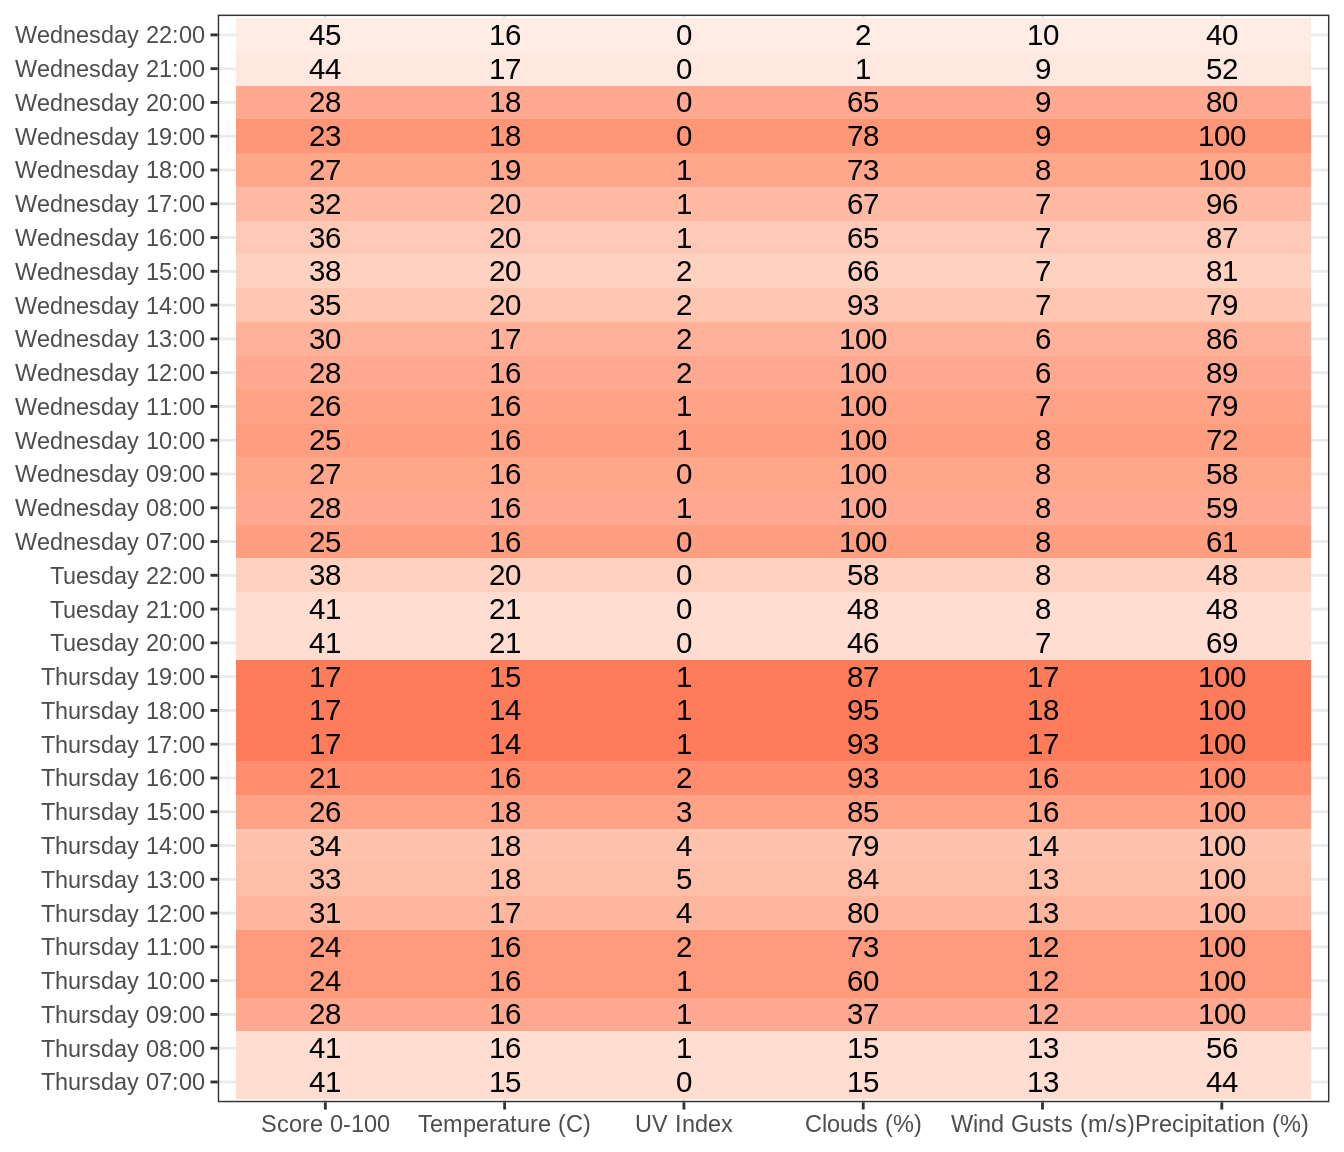 Wednesday 22:00 45 16 0 2 10 40
Wednesday 21:00 44 17 0 1 9 52
Wednesday 20:00 28 18 0 65 9 80
Wednesday 19:00 23 18 0 78 9 100
Wednesday 18:00 27 19 1 73 8 100
Wednesday 17:00 32 20 1 67 7 96
Wednesday 16:00 36 20 1 65 7 87
Wednesday 15:00 38 20 2 66 7 81
Wednesday 14:00 35 20 2 93 7 79
Wednesday 13:00 30 17 2 100 6 86
Wednesday 12:00 28 16 2 100 6 89
Wednesday 11:00 26 16 1 100 7 79
Wednesday 10:00 25 16 1 100 8 72
Wednesday 09:00 27 16 0 100 8 58
Wednesday 08:00 28 16 1 100 8 59
Wednesday 07:00 25 16 0 100 8 61
Tuesday 22:00 38 20 0 58 8 48
Tuesday 21:00 41 21 0 48 8 48
Tuesday 20:00 41 21 0 46 7 69
Thursday 19:00 17 15 1 87 17 100
Thursday 18:00 17 14 1 95 18 100
Thursday 17:00 17 14 1 93 17 100
Thursday 16:00 21 16 2 93 16 100
Thursday 15:00 26 18 3 85 16 100
Thursday 14:00 34 18 4 79 14 100
Thursday 13:00 33 18 5 84 13 100
Thursday 12:00 31 17 4 80 13 100
Thursday 11:00 24 16 2 73 12 100
Thursday 10:00 24 16 1 60 12 100
Thursday 09:00 28 16 1 37 12 100
Thursday 08:00 41 16 1 15 13 56
Thursday 07:00 41 15 0 15 13 44
Score 0-100 Temperature (C) UV Index Clouds (%) Wind Gusts (m/s) Precipitation (%)